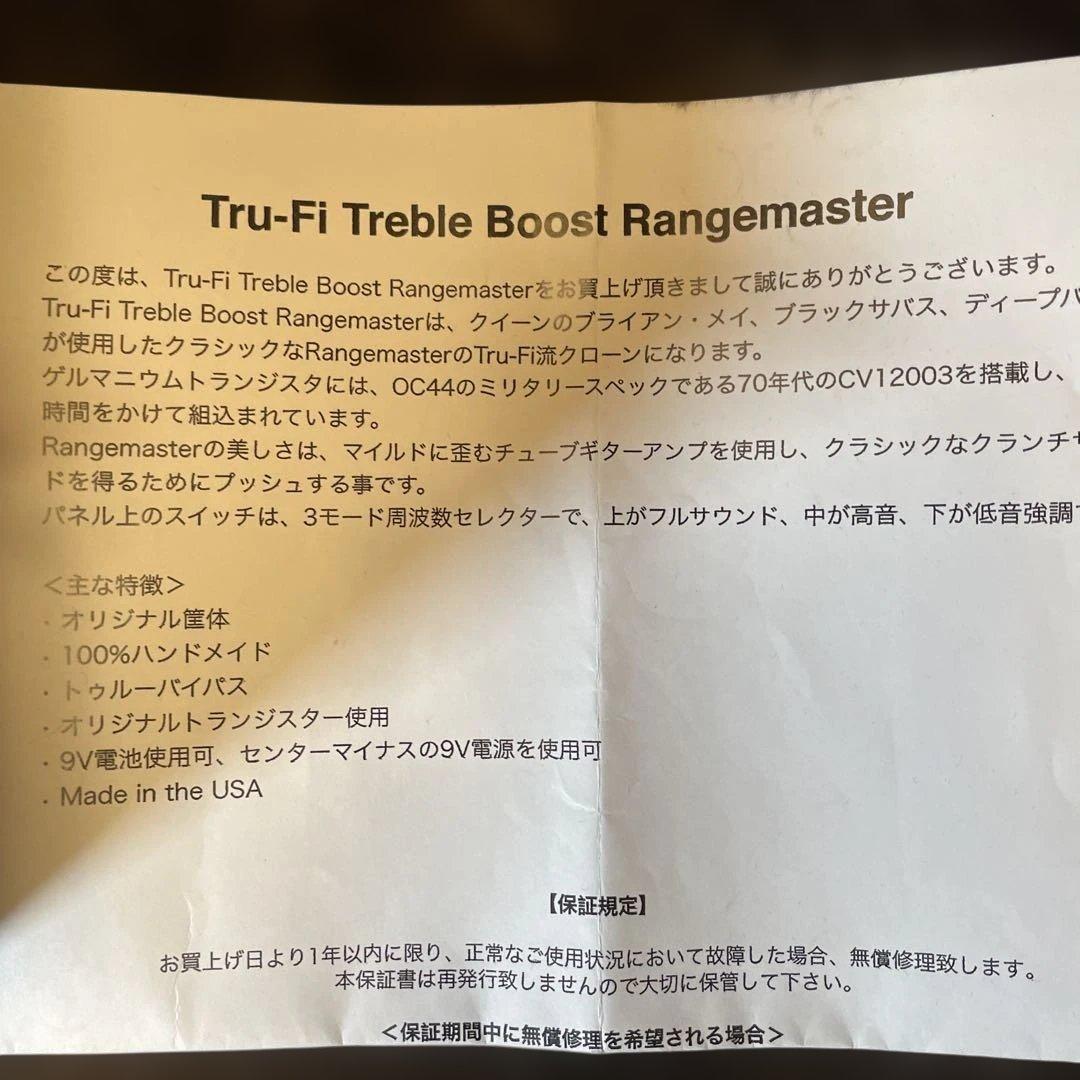 Tru-Fi Treble Boost Rangemaster
この度は、Tru-Fi Treble Boost Rangemasterをお買上げ頂きまして誠にありがとうございます。
Tru-Fi Treble Boost Rangemasterは、クイーンのブライアン・メイ、ブラックサバス、ディープパ
が使用したクラシックなRangemasterのTru-Fi流クローンになります。
ゲルマニウムトランジスタには、OC44のミリタリースペックである70年代のCV12003を搭載し、
時間をかけて組込まれています。
Rangemasterの美しさは、マイルドに歪むチューブギターアンプを使用し、クラシックなクランチサ
ドを得るためにプッシュする事です。
パネル上のスイッチは、3モード周波数セレクターで、上がフルサウンド、中が高音、下が低音強調
＜主な特徴＞
・オリジナル筐体
・100%ハンドメイド
・トゥルーバイパス
・オリジナルトランジスター使用
・9V電池使用可、センターマイナスの9V電源を使用可
・Made in the USA
【保証規定】
お買上げ日より1年以内に限り、正常なご使用状況において故障した場合、無償修理致します。
本保証書は再発行致しませんので大切に保管して下さい。
＜保証期間中に無償修理を希望される場合＞